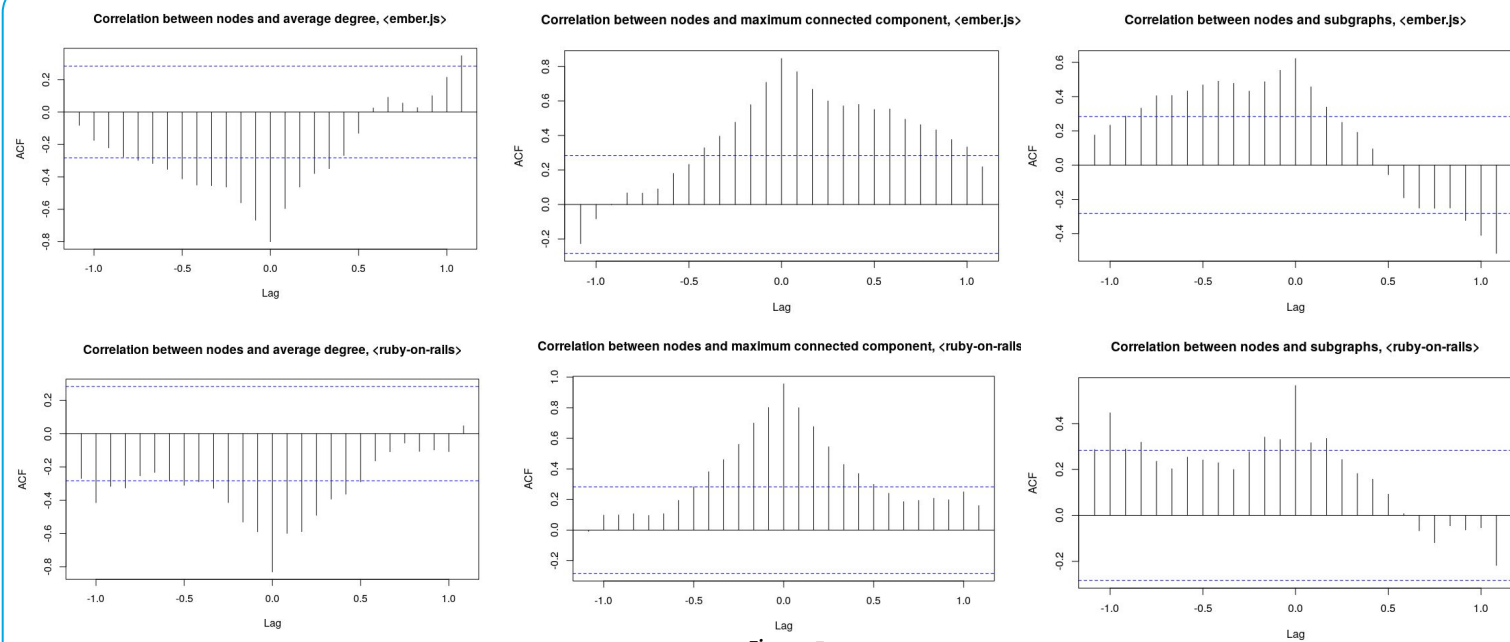 Correlation between nodes and average degree, <ember.js>
ACF
0.2
0.0
-0.2
-0.4
-0.6
-0.8
-1.0 -0.5 0.0 0.5 1.0
Lag
Correlation between nodes and maximum connected component, <ember.js>
ACF
0.8
0.6
0.4
0.2
0.0
-0.2
-1.0 -0.5 0.0 0.5 1.0
Lag
Correlation between nodes and subgraphs, <ember.js>
ACF
0.6
0.4
0.2
0.0
-0.2
-0.4
-1.0 -0.5 0.0 0.5 1.0
Lag
Correlation between nodes and average degree, <ruby-on-rails>
ACF
0.2
0.0
-0.2
-0.4
-0.6
-0.8
-1.0 -0.5 0.0 0.5 1.0
Lag
Correlation between nodes and maximum connected component, <ruby-on-rails
ACF
1.0
0.8
0.6
0.4
0.2
0.0
-0.2
-1.0 -0.5 0.0 0.5 1.0
Lag
Correlation between nodes and subgraphs, <ruby-on-rails>
ACF
0.4
0.2
0.0
-0.2
-1.0 -0.5 0.0 0.5 1.0
Lag